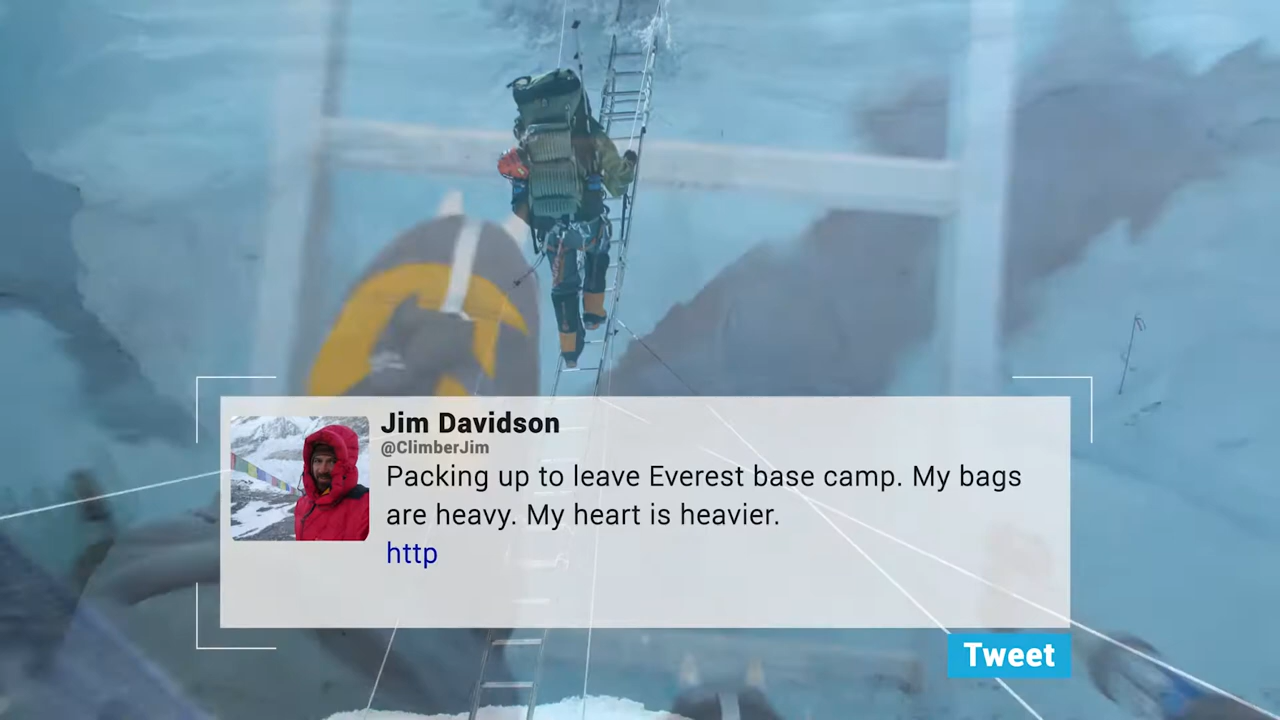 Jim Davidson
@ClimberJim
Packing up to leave Everest base camp. My bags
are heavy. My heart is heavier.
http
Tweet